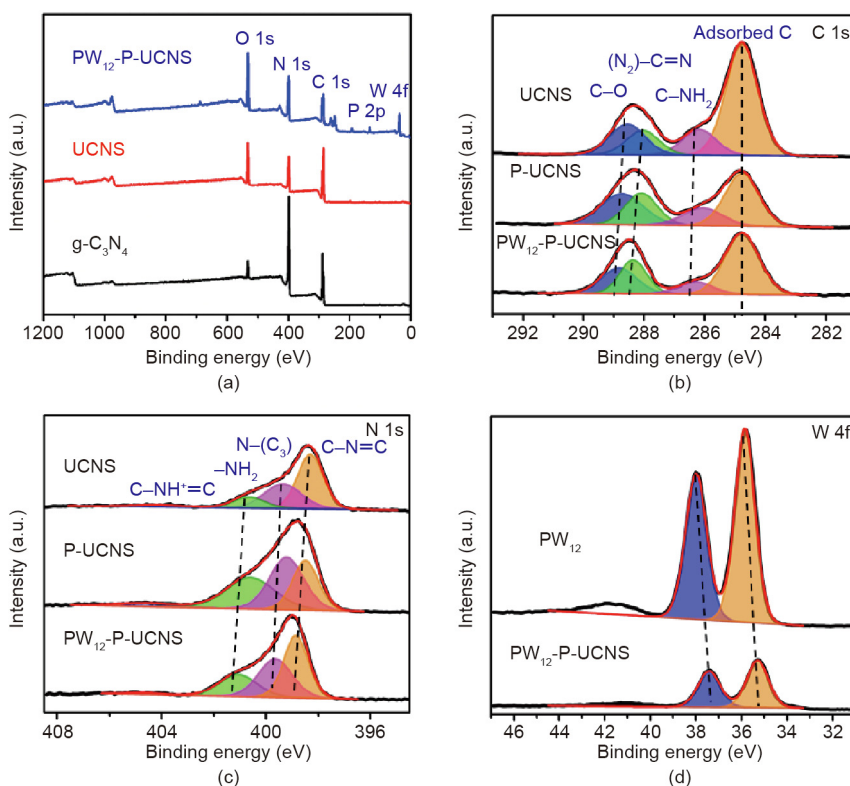 O 1s
PW₁₂-P-UCNS
N 1s
C 1s
W 4f
P 2p
UCNS
g-C₃N₄
Intensity (a.u.)
1200 1000 800 600 400 200 0
Binding energy (eV)
(a)
Adsorbed C C 1s
(N₂)–C=N
UCNS
C–O
C–NH₂
P-UCNS
PW₁₂-P-UCNS
Intensity (a.u.)
292 290 288 286 284 282
Binding energy (eV)
(b)
N 1s
N–(C₃)
C–N=C
UCNS
–NH₂
C–NH⁺=C
P-UCNS
PW₁₂-P-UCNS
Intensity (a.u.)
408 404 400 396
Binding energy (eV)
(c)
W 4f
PW₁₂
PW₁₂-P-UCNS
Intensity (a.u.)
46 44 42 40 38 36 34 32
Binding energy (eV)
(d)